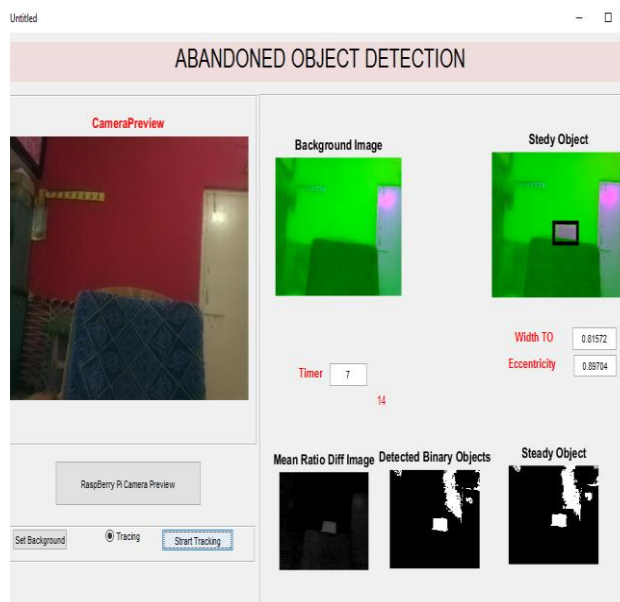 Untitled
ABANDONED OBJECT DETECTION
CameraPreview
Background Image
Stedy Object
Width TO 0.81572
Eccentricity 0.89704
Timer 7
14
Mean Ratio Diff Image
Detected Binary Objects
Steady Object
RaspBerry Pi Camera Preview
Set Background
Tracing
Strart Tracking